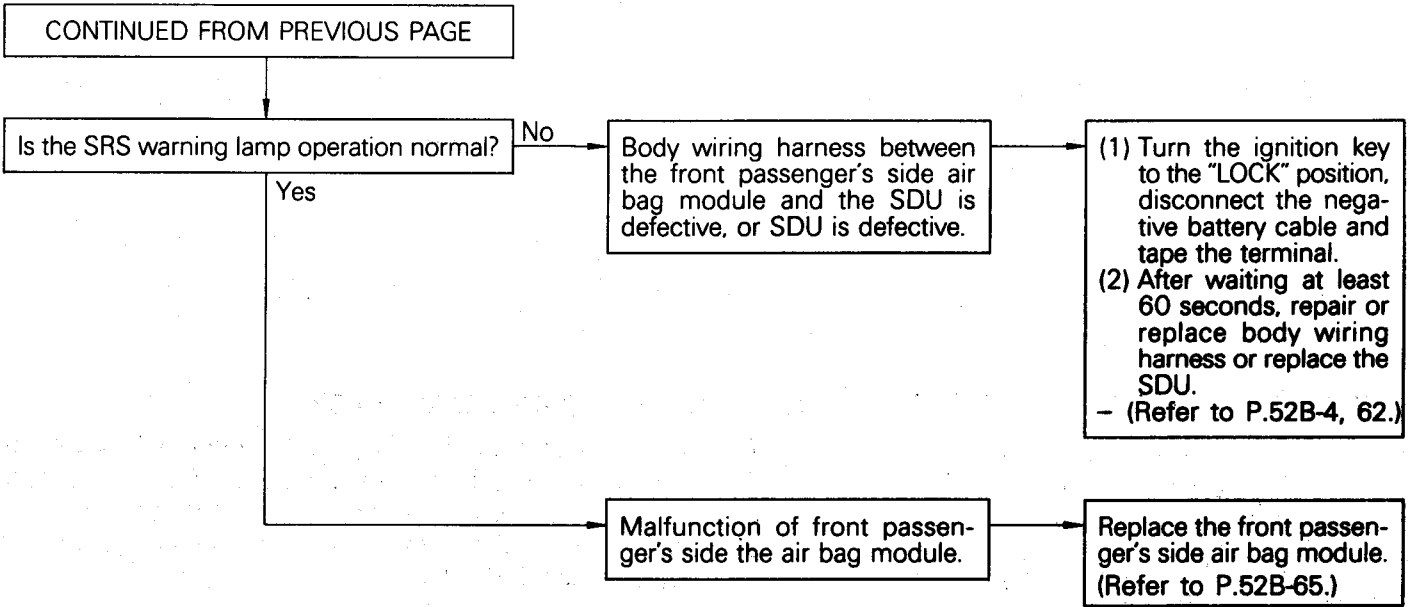 CONTINUED FROM PREVIOUS PAGE
Is the SRS warning lamp operation normal?
No
Yes
Body wiring harness between
the front passenger's side air
bag module and the SDU is
defective, or SDU is defective.
(1) Turn the ignition key
to the "LOCK" position,
disconnect the nega-
tive battery cable and
tape the terminal.
(2) After waiting at least
60 seconds, repair or
replace body wiring
harness or replace the
SDU.
– (Refer to P.52B-4, 62.)
Malfunction of front passen-
ger's side the air bag module.
Replace the front passen-
ger's side air bag module.
(Refer to P.52B-65.)